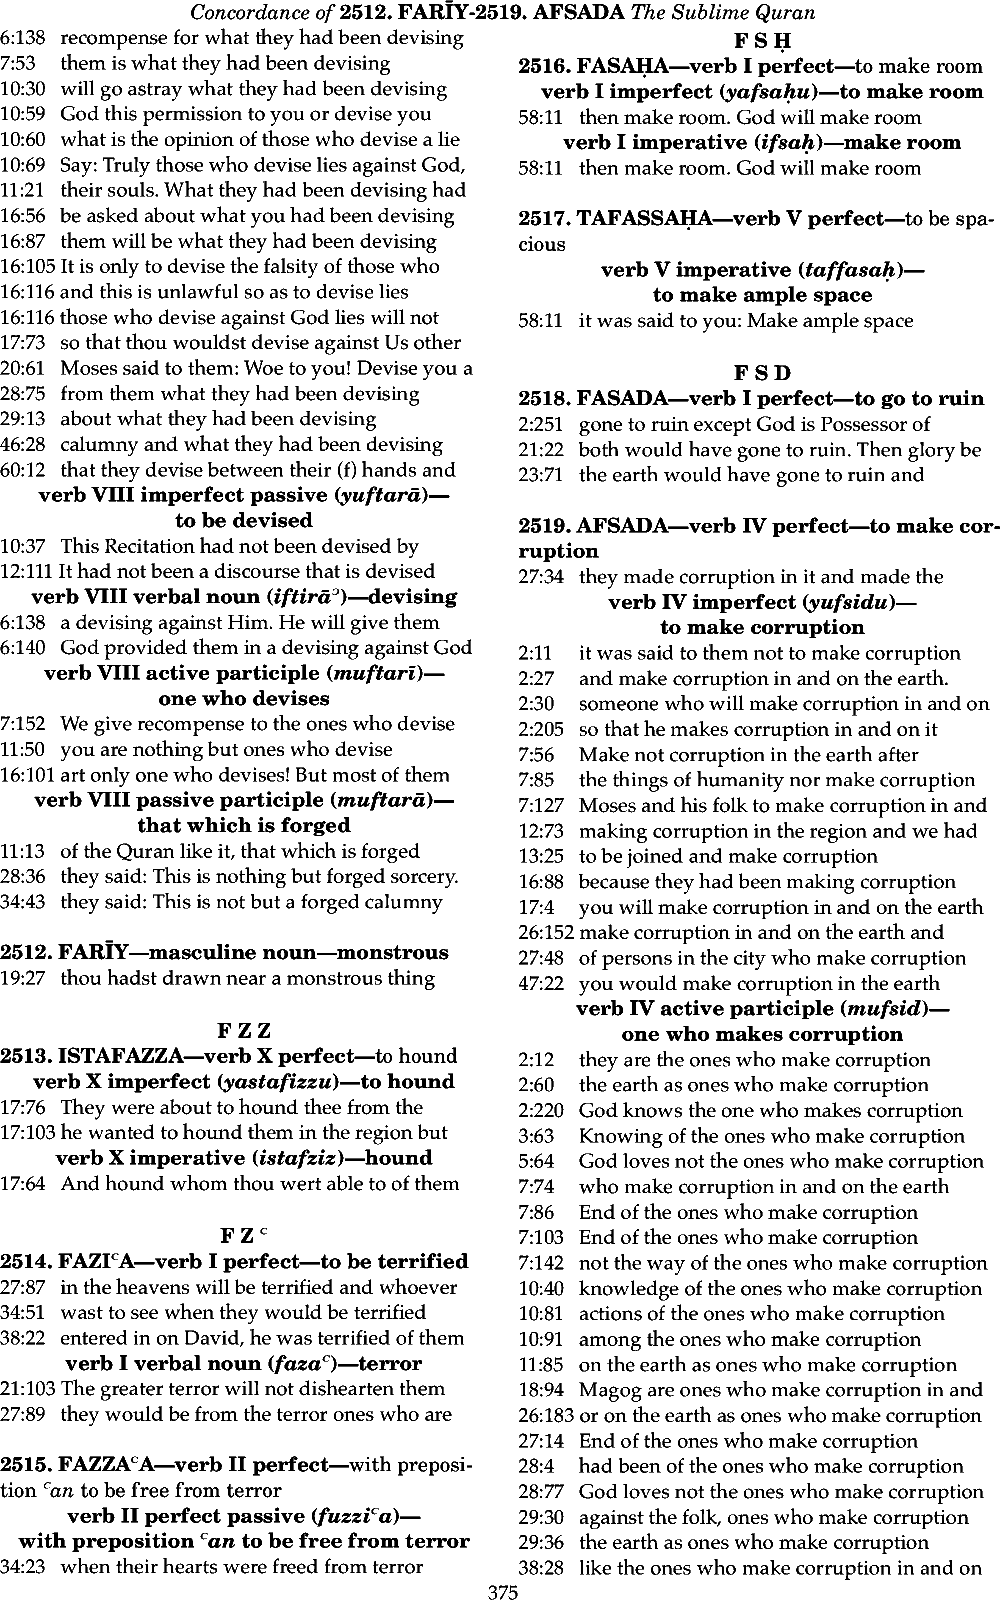 Concordance of 2512. FARĪY-2519. AFSADA The Sublime Quran
6:138 recompense for what they had been devising
7:53 them is what they had been devising
10:30 will go astray what they had been devising
10:59 God this permission to you or devise you
10:60 what is the opinion of those who devise a lie
10:69 Say: Truly those who devise lies against God,
11:21 their souls. What they had been devising had
16:56 be asked about what you had been devising
16:87 them will be what they had been devising
16:105 It is only to devise the falsity of those who
16:116 and this is unlawful so as to devise lies
16:116 those who devise against God lies will not
17:73 so that thou wouldst devise against Us other
20:61 Moses said to them: Woe to you! Devise you a
28:75 from them what they had been devising
29:13 about what they had been devising
46:28 calumny and what they had been devising
60:12 that they devise between their (f) hands and
verb VIII imperfect passive (yuftarā)—
to be devised
10:37 This Recitation had not been devised by
12:111 It had not been a discourse that is devised
verb VIII verbal noun (iftirāᵓ)—devising
6:138 a devising against Him. He will give them
6:140 God provided them in a devising against God
verb VIII active participle (muftarī)—
one who devises
7:152 We give recompense to the ones who devise
11:50 you are nothing but ones who devise
16:101 art only one who devises! But most of them
verb VIII passive participle (muftarā)—
that which is forged
11:13 of the Quran like it, that which is forged
28:36 they said: This is nothing but forged sorcery.
34:43 they said: This is not but a forged calumny
2512. FARĪY—masculine noun—monstrous
19:27 thou hadst drawn near a monstrous thing
F Z Z
2513. ISTAFAZZA—verb X perfect—to hound
verb X imperfect (yastafizzu)—to hound
17:76 They were about to hound thee from the
17:103 he wanted to hound them in the region but
verb X imperative (istafziz)—hound
17:64 And hound whom thou wert able to of them
F Z ᶜ
2514. FAZIᶜA—verb I perfect—to be terrified
27:87 in the heavens will be terrified and whoever
34:51 wast to see when they would be terrified
38:22 entered in on David, he was terrified of them
verb I verbal noun (fazaᶜ)—terror
21:103 The greater terror will not dishearten them
27:89 they would be from the terror ones who are
2515. FAZZAᶜA—verb II perfect—with preposi-
tion ᶜan to be free from terror
verb II perfect passive (fuzziᶜa)—
with preposition ᶜan to be free from terror
34:23 when their hearts were freed from terror
F S Ḥ
2516. FASAḤA—verb I perfect—to make room
verb I imperfect (yafsaḥu)—to make room
58:11 then make room. God will make room
verb I imperative (ifsaḥ)—make room
58:11 then make room. God will make room
2517. TAFASSAḤA—verb V perfect—to be spa-
cious
verb V imperative (taffasaḥ)—
to make ample space
58:11 it was said to you: Make ample space
F S D
2518. FASADA—verb I perfect—to go to ruin
2:251 gone to ruin except God is Possessor of
21:22 both would have gone to ruin. Then glory be
23:71 the earth would have gone to ruin and
2519. AFSADA—verb IV perfect—to make cor-
ruption
27:34 they made corruption in it and made the
verb IV imperfect (yufsidu)—
to make corruption
2:11 it was said to them not to make corruption
2:27 and make corruption in and on the earth.
2:30 someone who will make corruption in and on
2:205 so that he makes corruption in and on it
7:56 Make not corruption in the earth after
7:85 the things of humanity nor make corruption
7:127 Moses and his folk to make corruption in and
12:73 making corruption in the region and we had
13:25 to be joined and make corruption
16:88 because they had been making corruption
17:4 you will make corruption in and on the earth
26:152 make corruption in and on the earth and
27:48 of persons in the city who make corruption
47:22 you would make corruption in the earth
verb IV active participle (mufsid)—
one who makes corruption
2:12 they are the ones who make corruption
2:60 the earth as ones who make corruption
2:220 God knows the one who makes corruption
3:63 Knowing of the ones who make corruption
5:64 God loves not the ones who make corruption
7:74 who make corruption in and on the earth
7:86 End of the ones who make corruption
7:103 End of the ones who make corruption
7:142 not the way of the ones who make corruption
10:40 knowledge of the ones who make corruption
10:81 actions of the ones who make corruption
10:91 among the ones who make corruption
11:85 on the earth as ones who make corruption
18:94 Magog are ones who make corruption in and
26:183 or on the earth as ones who make corruption
27:14 End of the ones who make corruption
28:4 had been of the ones who make corruption
28:77 God loves not the ones who make corruption
29:30 against the folk, ones who make corruption
29:36 the earth as ones who make corruption
38:28 like the ones who make corruption in and on
375